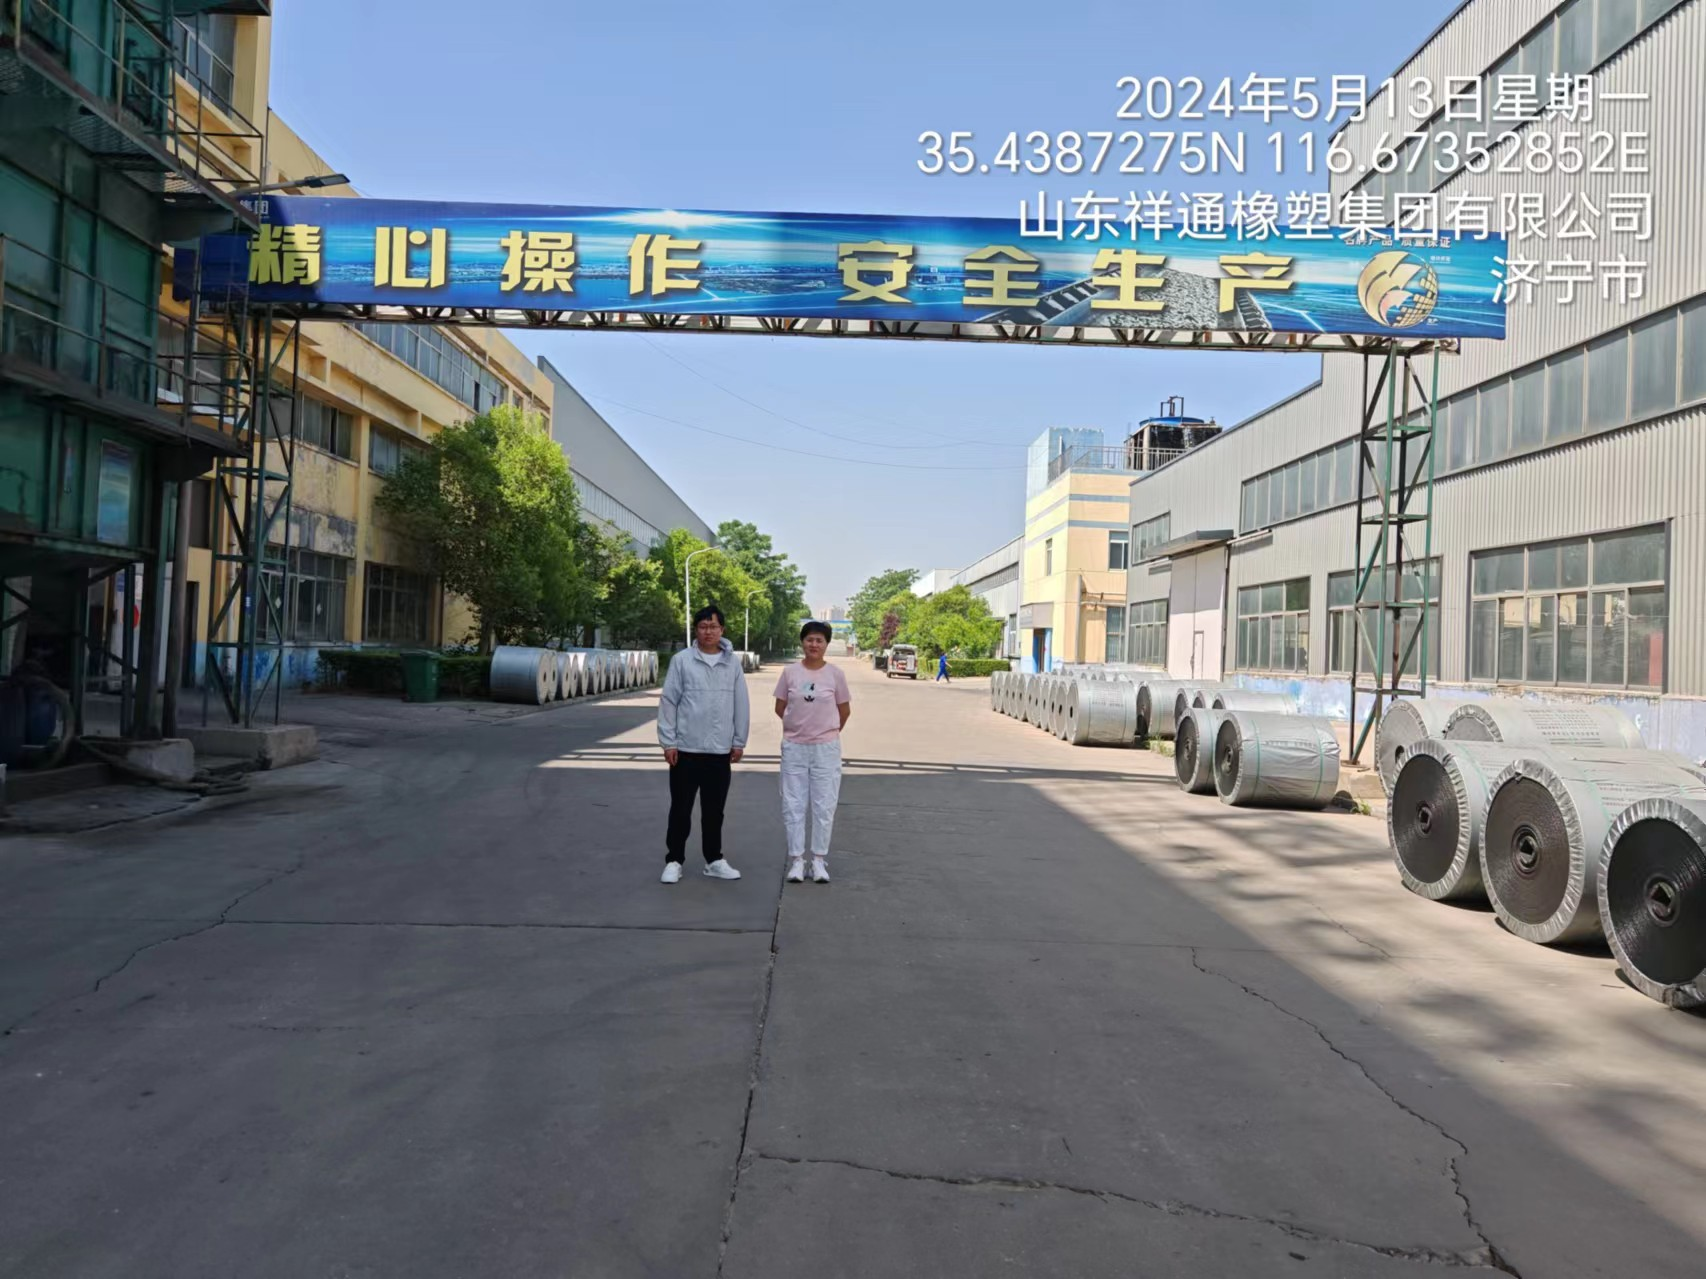 2024年5月13日星期一
35.4387275N 116.67352852E
山东祥通橡塑集团有限公司
济宁市
集团
名牌产品 质量保证
精心操作 安全生产